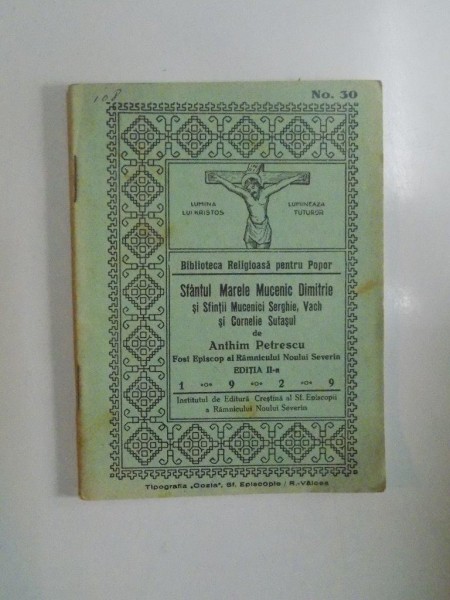 108
No. 30
LUMINA
LUI HRISTOS
LUMINEAZA
TUTUROR
Biblioteca Religioasă pentru Popor
Sfântul Marele Mucenic Dimitrie
și Sfinții Mucenici Serghie, Vach
și Cornelie Sutașul
de
Anthim Petrescu
Fost Episcop al Râmnicului Noului Severin
EDIȚIA II-a
1 9 2 9
Institutul de Editură Creștină al Sf. Episcopii
a Râmnicului Noului Severin
Tipografia „Cozia", Sf. Episcopie / R.-Vâlcea